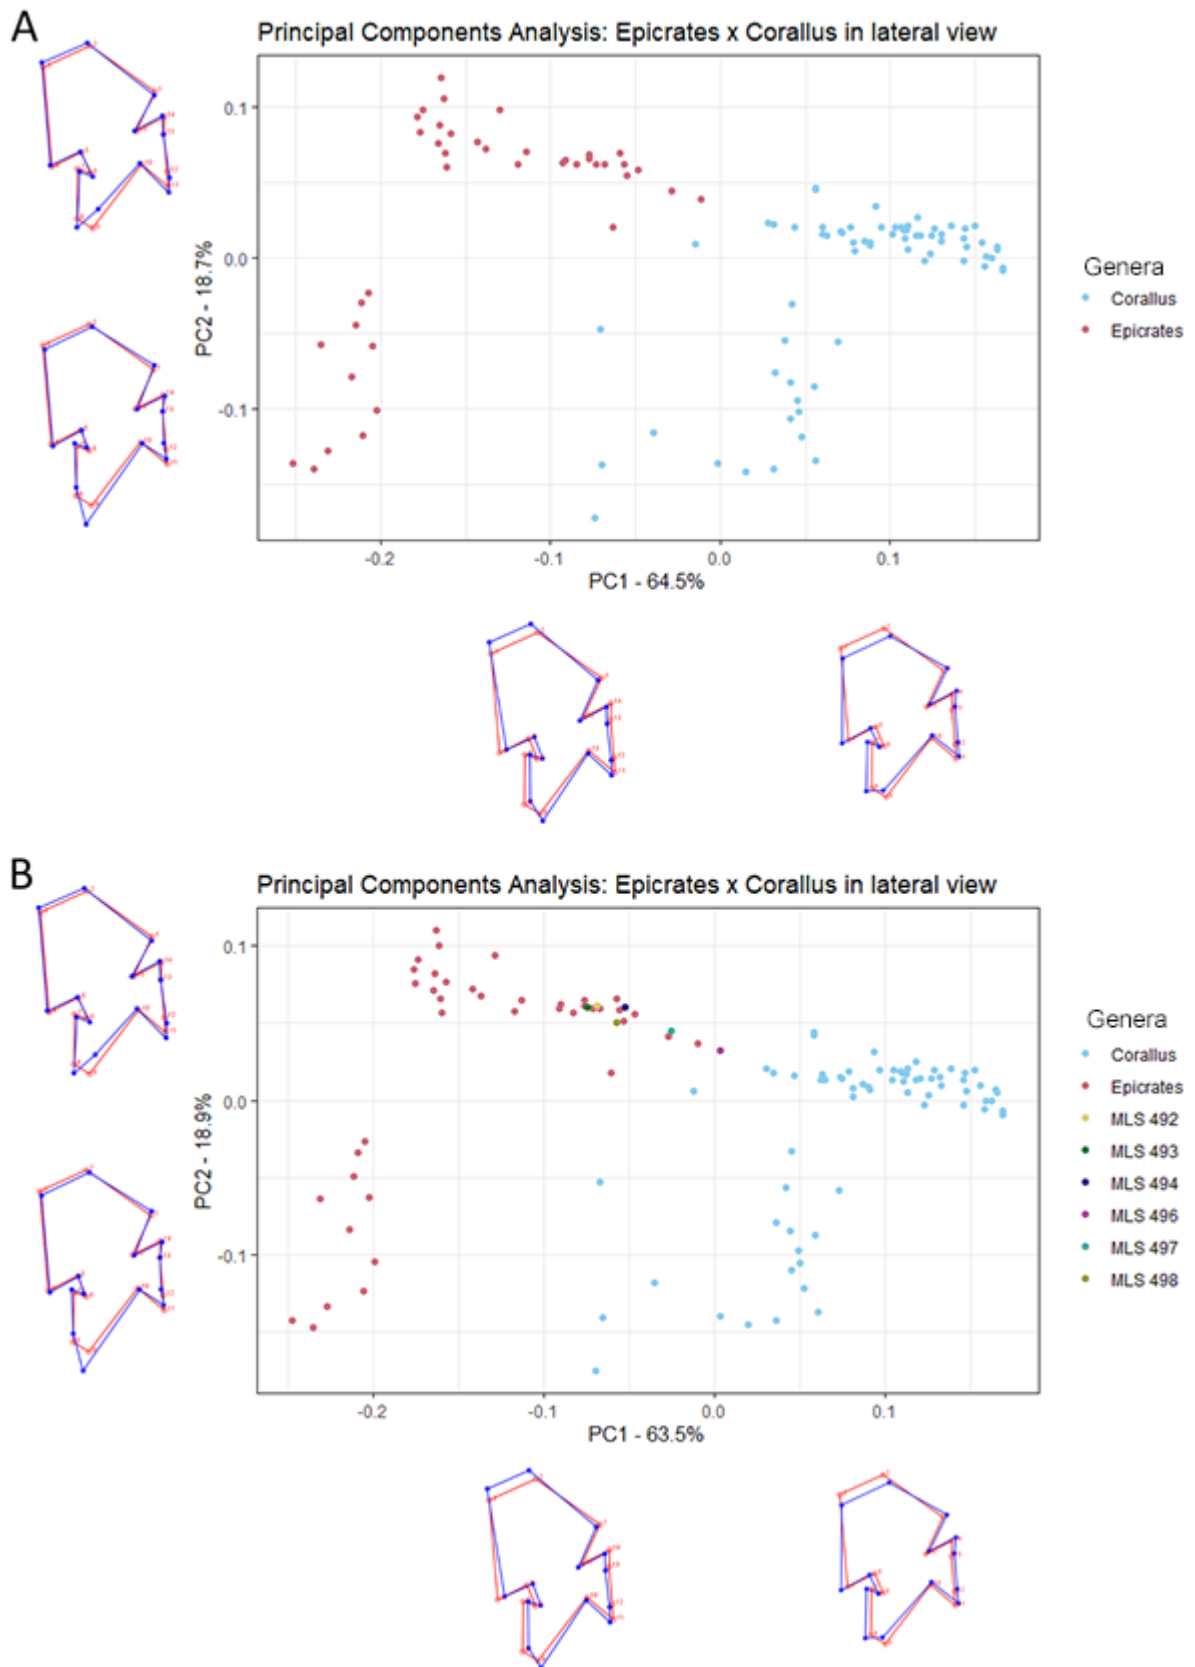 A
Principal Components Analysis: Epicrates x Corallus in lateral view
0.1
0.0
-0.1
PC2 - 18.7%
-0.2
-0.1
0.0
0.1
PC1 - 64.5%
Genera
Corallus
Epicrates
B
Principal Components Analysis: Epicrates x Corallus in lateral view
0.1
0.0
-0.1
PC2 - 18.9%
-0.2
-0.1
0.0
0.1
PC1 - 63.5%
Genera
Corallus
Epicrates
MLS 492
MLS 493
MLS 494
MLS 496
MLS 497
MLS 498